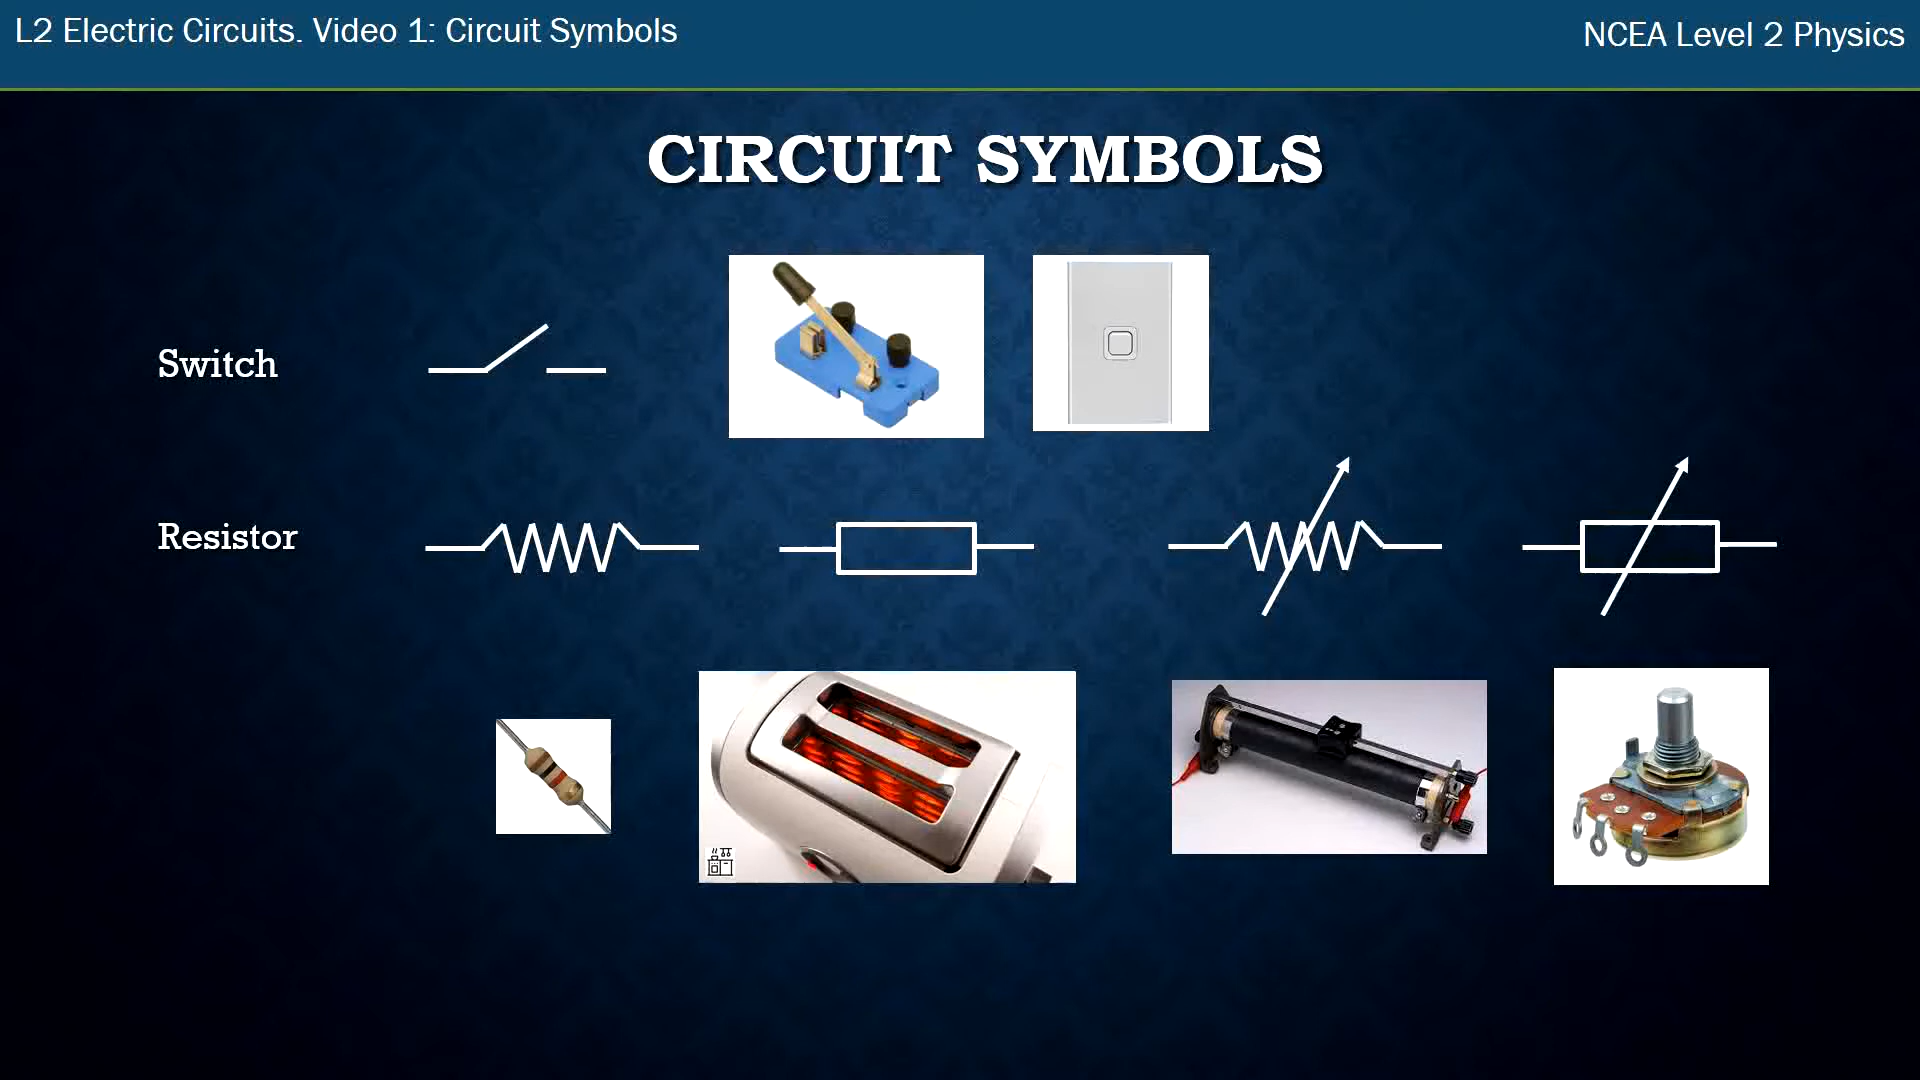 L2 Electric Circuits. Video 1: Circuit Symbols
NCEA Level 2 Physics
CIRCUIT SYMBOLS
Switch
Resistor